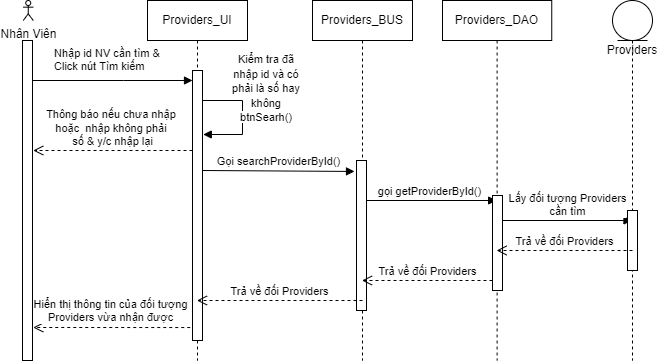 Providers_UI
Providers_BUS
Providers_DAO
Nhân Viên
Providers
Nhập id NV cần tìm &
Click nút Tìm kiếm
Kiểm tra đã
nhập id và có
phải là số hay
không
btnSearh()
Thông báo nếu chưa nhập
hoặc nhập không phải
số & y/c nhập lại
Gọi searchProviderById()
gọi getProviderById()
Lấy đối tượng Providers
cần tìm
Trả về đối Providers
Trả về đối Providers
Trả về đối Providers
Hiển thị thông tin của đối tượng
Providers vừa nhận được